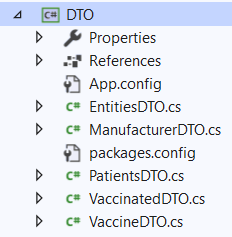 DTO
Properties
References
App.config
EntitiesDTO.cs
ManufacturerDTO.cs
packages.config
PatientsDTO.cs
VaccinatedDTO.cs
VaccineDTO.cs